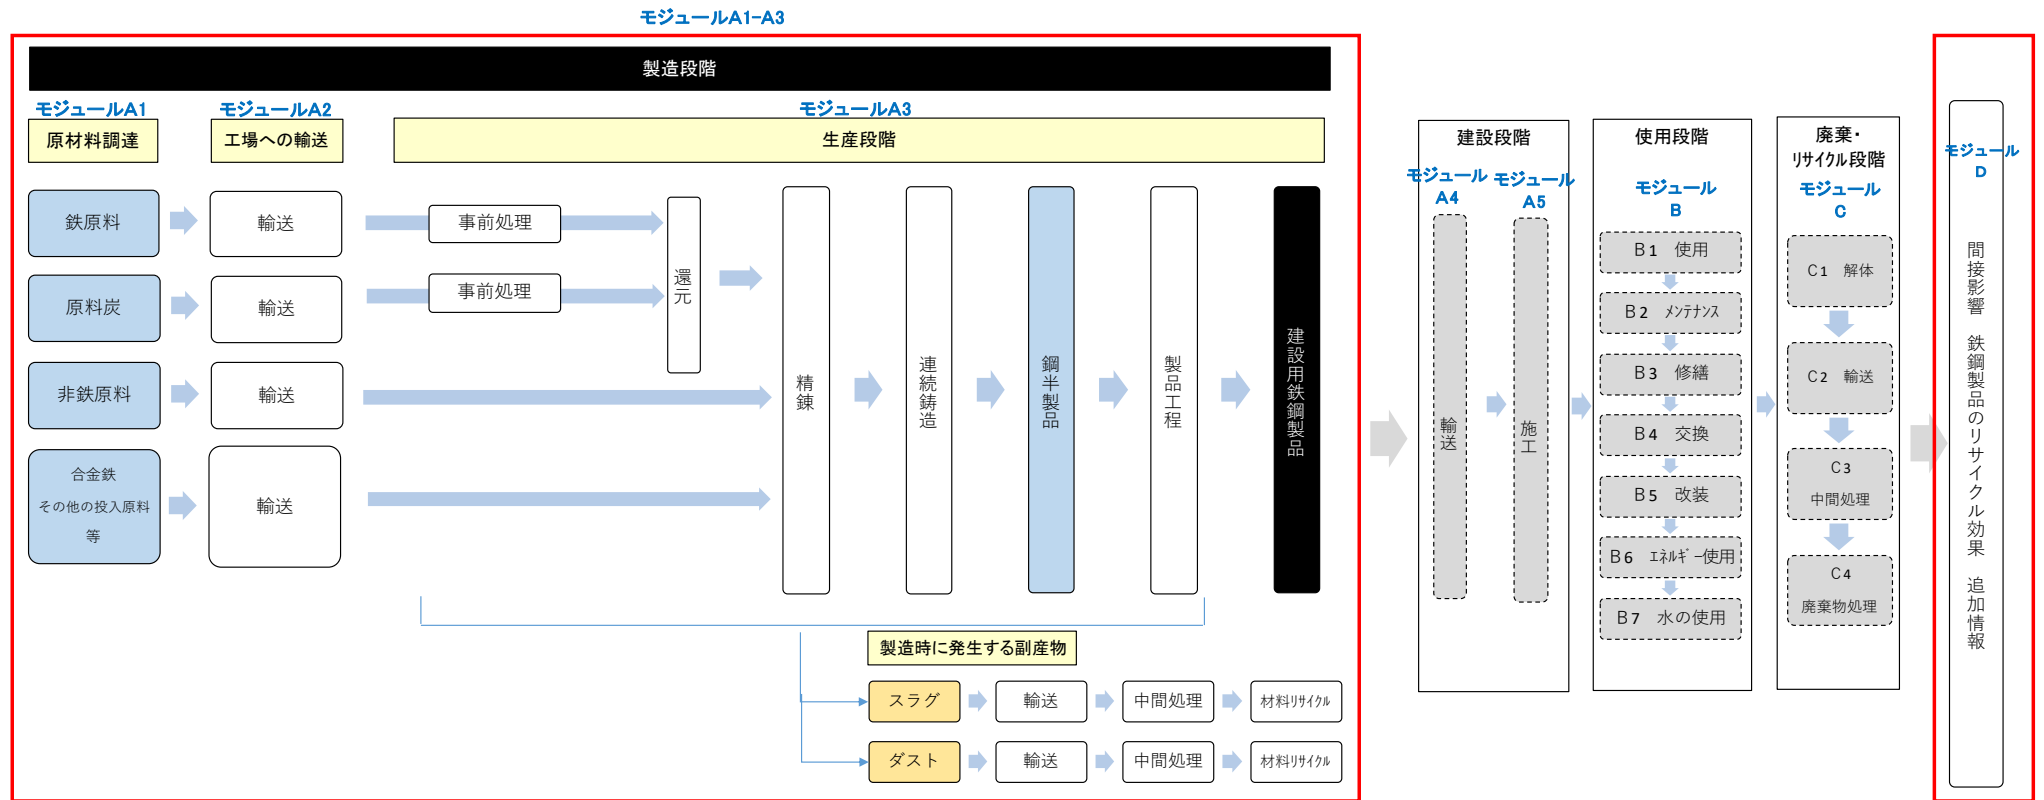 モジュールA1-A3
製造段階
モジュールA1
モジュールA2
モジュールA3
原材料調達
工場への輸送
生産段階
鉄原料
輸送
事前処理
原料炭
輸送
事前処理
還元
非鉄原料
輸送
合金鉄
その他の投入原料
等
輸送
精錬
連続鋳造
鋼半製品
製品工程
建設用鉄鋼製品
製造時に発生する副産物
スラグ
輸送
中間処理
材料リサイクル
ダスト
輸送
中間処理
材料リサイクル
建設段階
モジュール
A4
輸送
モジュール
A5
施工
使用段階
モジュール
B
B1 使用
B2 メンテナンス
B3 修繕
B4 交換
B5 改装
B6 エネルギー使用
B7 水の使用
廃棄・
リサイクル段階
モジュール
C
C1 解体
C2 輸送
C3
中間処理
C4
廃棄物処理
モジュール
D
間接影響 鉄鋼製品のリサイクル効果 追加情報